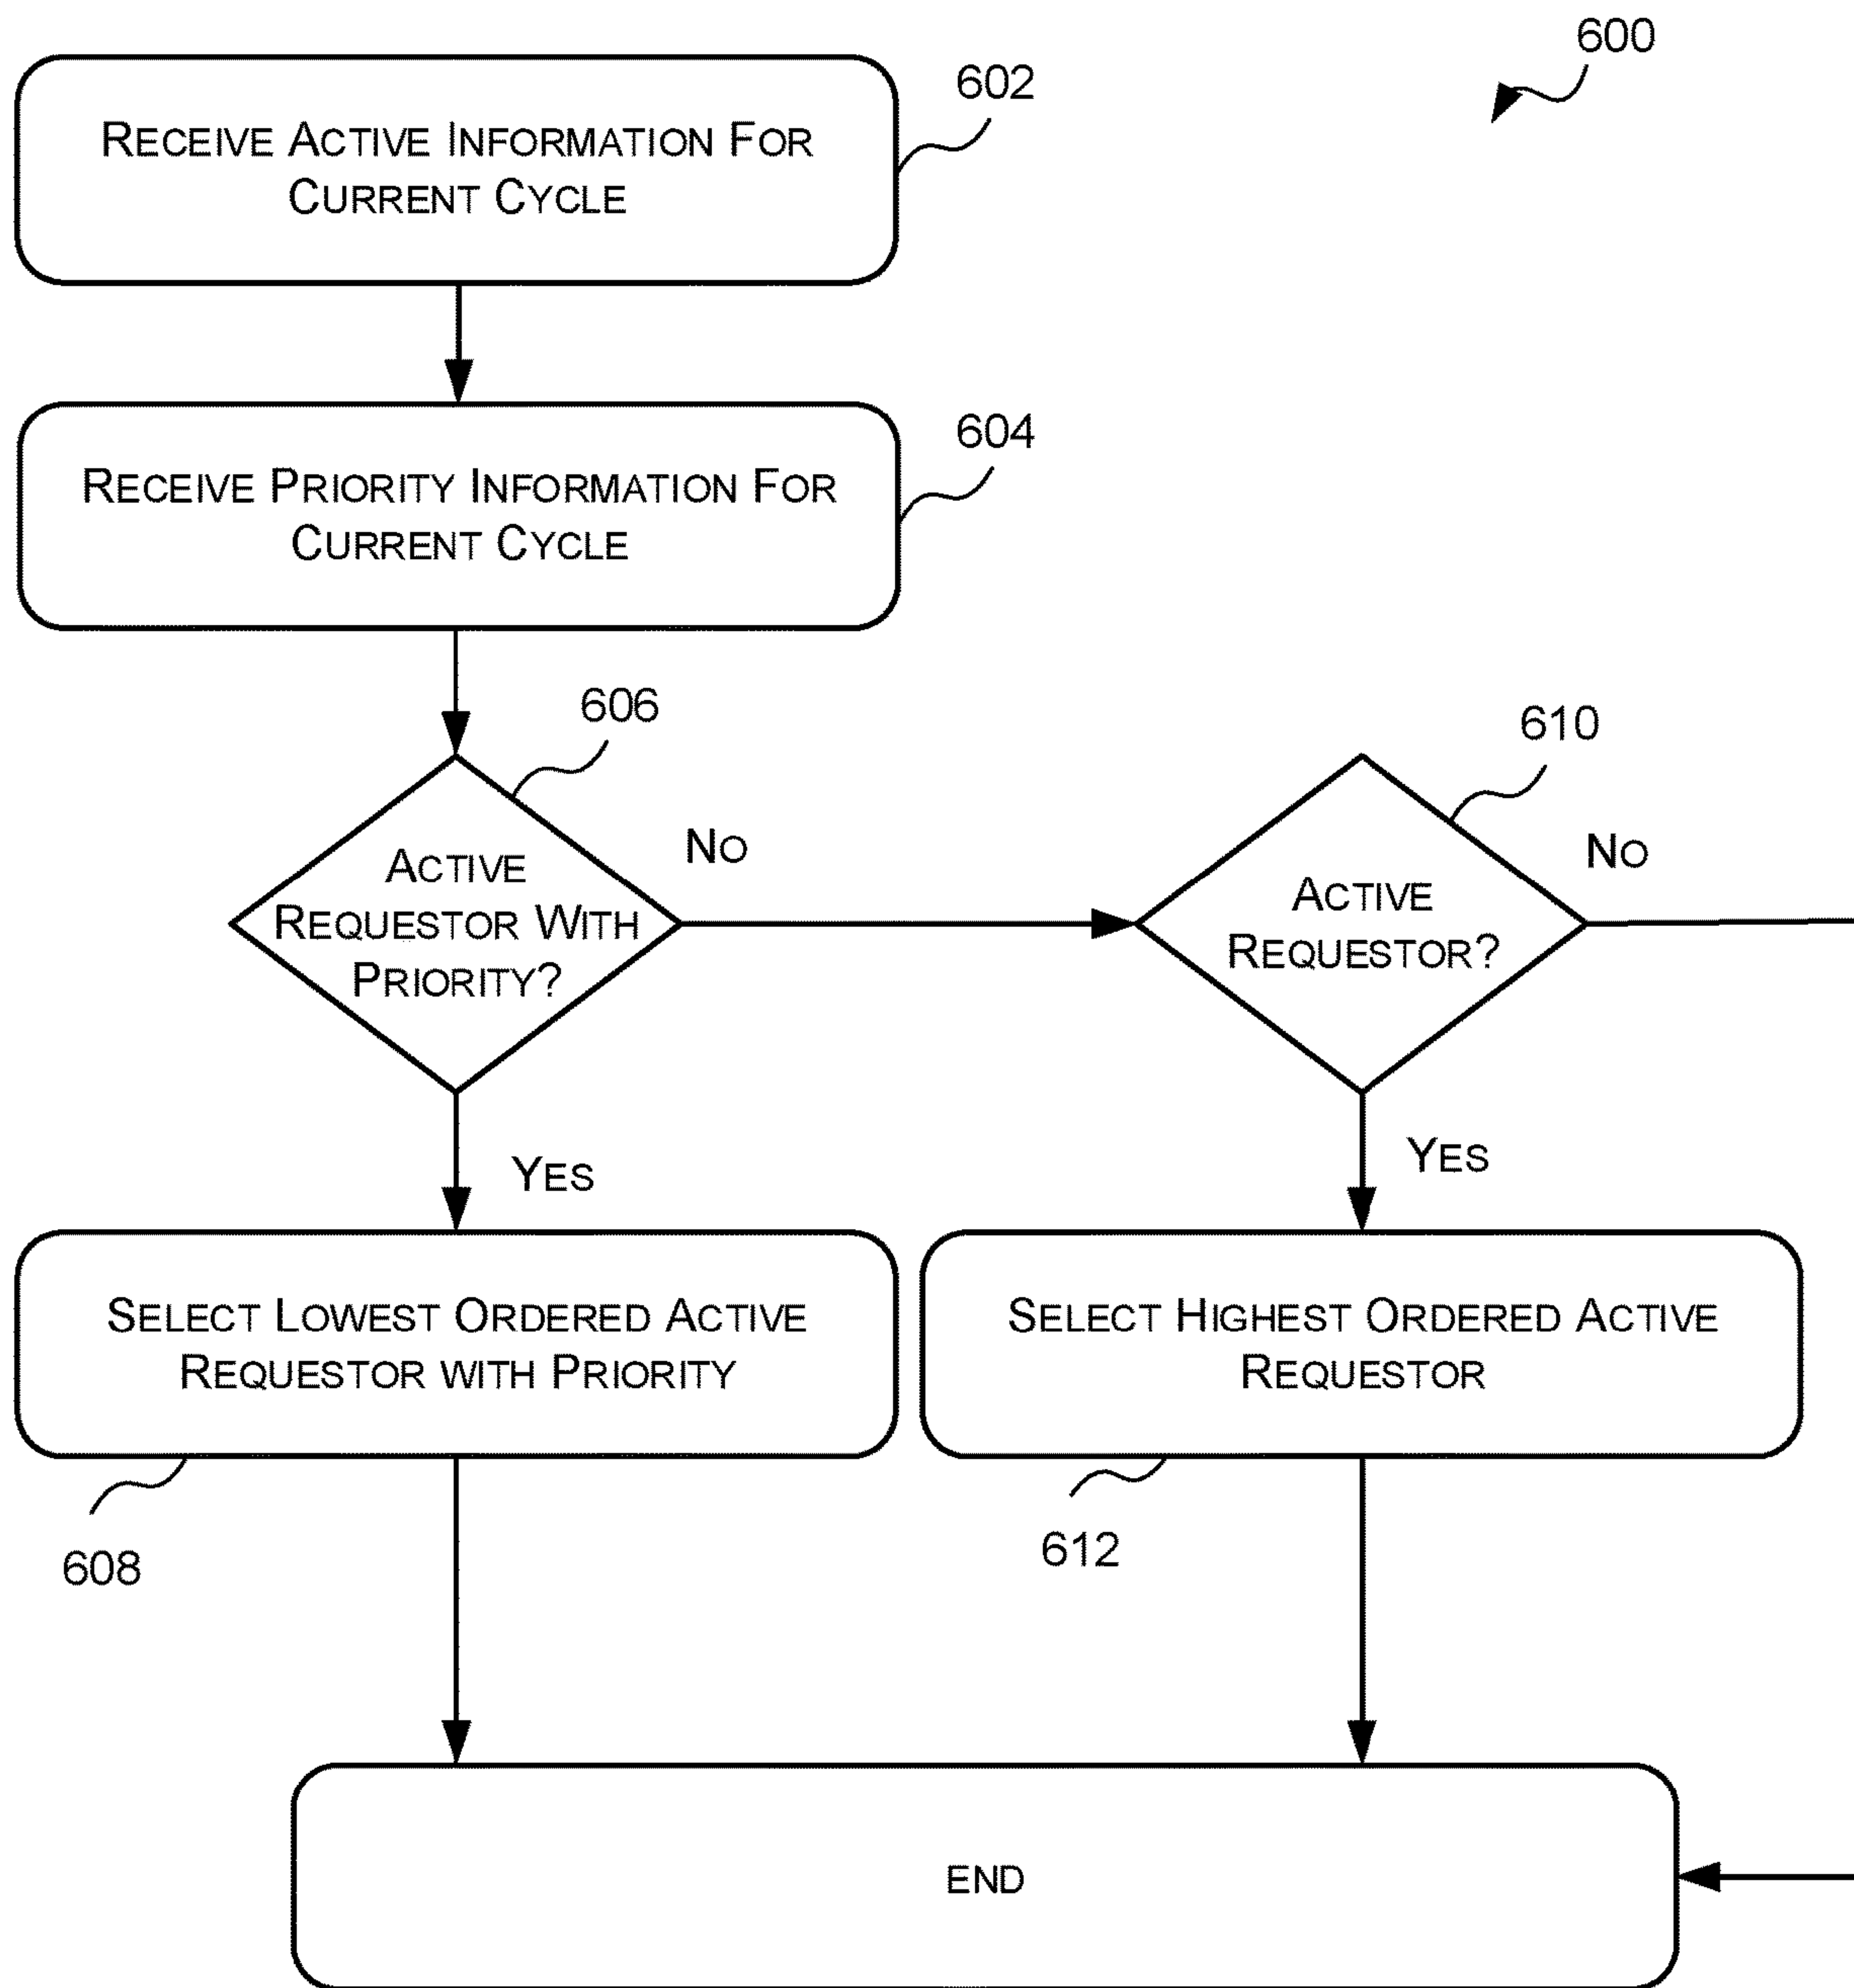 600
602
Receive Active Information For
Current Cycle
604
Receive Priority Information For
Current Cycle
606
Active
Requestor With
Priority?
No
610
Active
Requestor?
No
Yes
Yes
Select Lowest Ordered Active
Requestor with Priority
608
Select Highest Ordered Active
Requestor
612
END